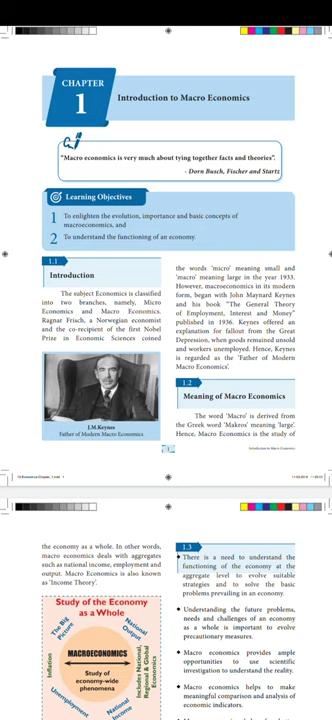 CHAPTER
1
Introduction to Macro Economics
"Macro economics is very much about tying together facts and theories".
- Dorn Busch, Fischer and Startz
Learning Objectives
1 To enlighten the evolution, importance and basic concepts of
macroeconomics, and
2 To understand the functioning of an economy.
1.1
Introduction
The subject Economics is classified
into two branches, namely, Micro
Economics and Macro Economics.
Ragnar Frisch, a Norwegian economist
and the co-recipient of the first Nobel
Prize in Economic Sciences coined
J.M.Keynes
Father of Modern Macro Economics
the words 'micro' meaning small and
'macro' meaning large in the year 1933.
However, macroeconomics in its modern
form, began with John Maynard Keynes
and his book "The General Theory
of Employment, Interest and Money"
published in 1936. Keynes offered an
explanation for fallout from the Great
Depression, when goods remained unsold
and workers unemployed. Hence, Keynes
is regarded as the 'Father of Modern
Macro Economics'.
1.2
Meaning of Macro Economics
The word 'Macro' is derived from
the Greek word 'Makros' meaning 'large'.
Hence, Macro Economics is the study of
1
Introduction to Macro Economics
the economy as a whole. In other words,
macro economics deals with aggregates
such as national income, employment and
output. Macro Economics is also known
as 'Income Theory'.
Study of the Economy
as a Whole
The Big
Picture
National
Output
Inflation
MACROECONOMICS
Study of
economy-wide
phenomena
Includes National,
Regional & Global
Economics
Unemployment
National
Income
1.3
There is a need to understand the
functioning of the economy at the
aggregate level to evolve suitable
strategies and to solve the basic
problems prevailing in an economy.
Understanding the future problems,
needs and challenges of an economy
as a whole is important to evolve
precautionary measures.
Macro economics provides ample
opportunities to use scientific
investigation to understand the reality.
Macro economics helps to make
meaningful comparison and analysis of
economic indicators.